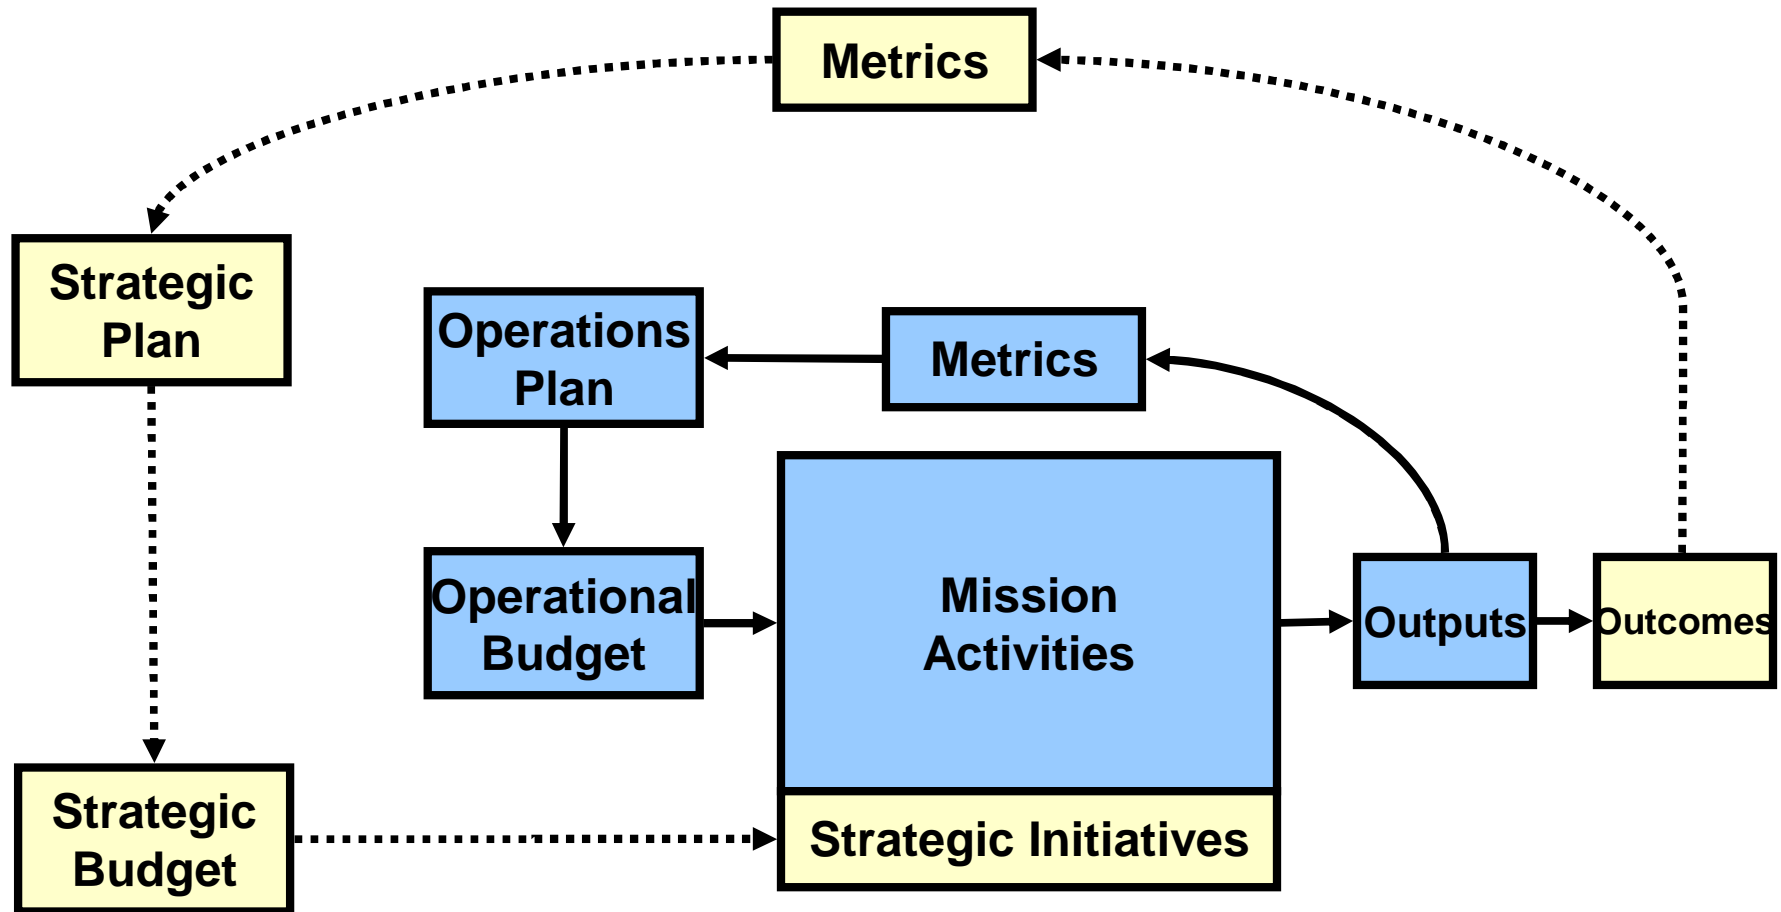 Metrics
Strategic
Plan
Operations
Plan
Metrics
Operational
Budget
Mission
Activities
Outputs
Outcomes
Strategic
Budget
Strategic Initiatives